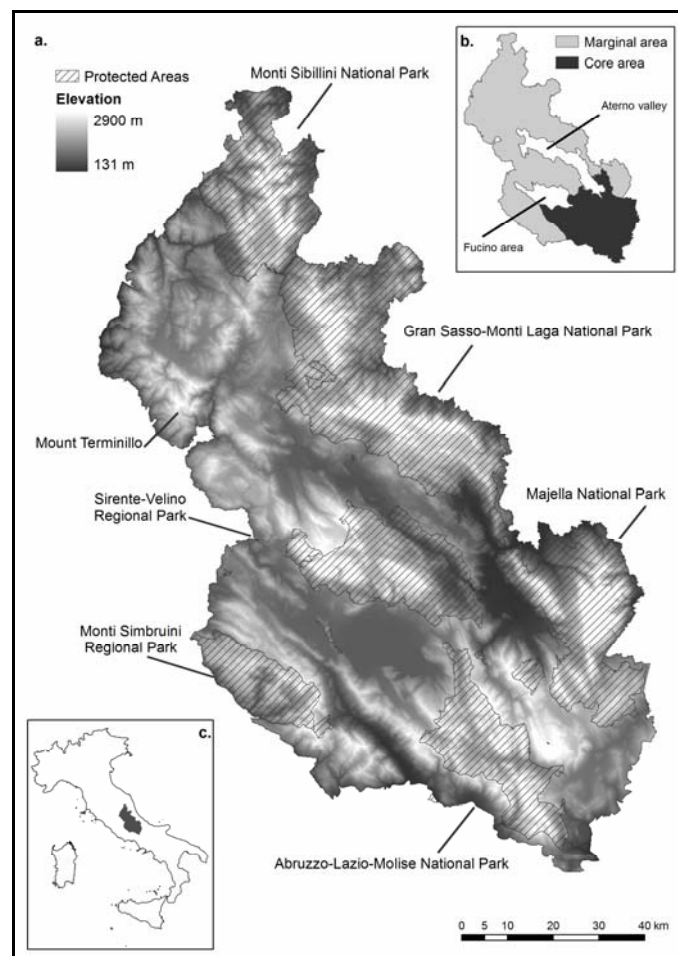 a.
Protected Areas
Elevation
2900 m
131 m
Monti Sibillini National Park
b.
Marginal area
Core area
Aterno valley
Fucino area
Gran Sasso-Monti Laga National Park
Mount Terminillo
Sirente-Velino
Regional Park
Majella National Park
Monti Simbruini
Regional Park
c.
Abruzzo-Lazio-Molise National Park
0 5 10 20 30 40 km